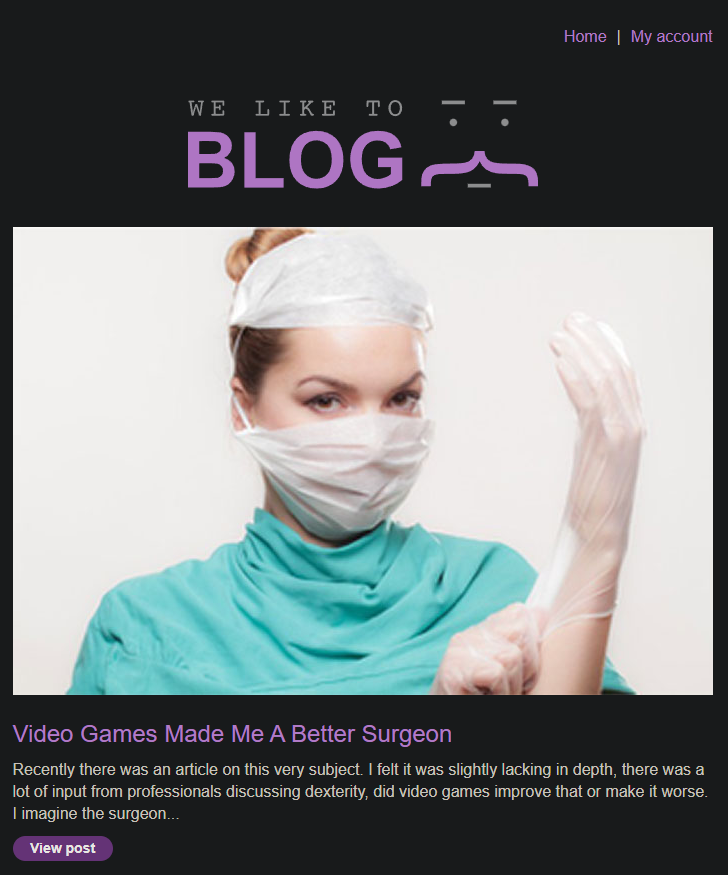 Home | My account
WE LIKE TO
BLOG
Video Games Made Me A Better Surgeon
Recently there was an article on this very subject. I felt it was slightly lacking in depth, there was a
lot of input from professionals discussing dexterity, did video games improve that or make it worse.
I imagine the surgeon...
View post